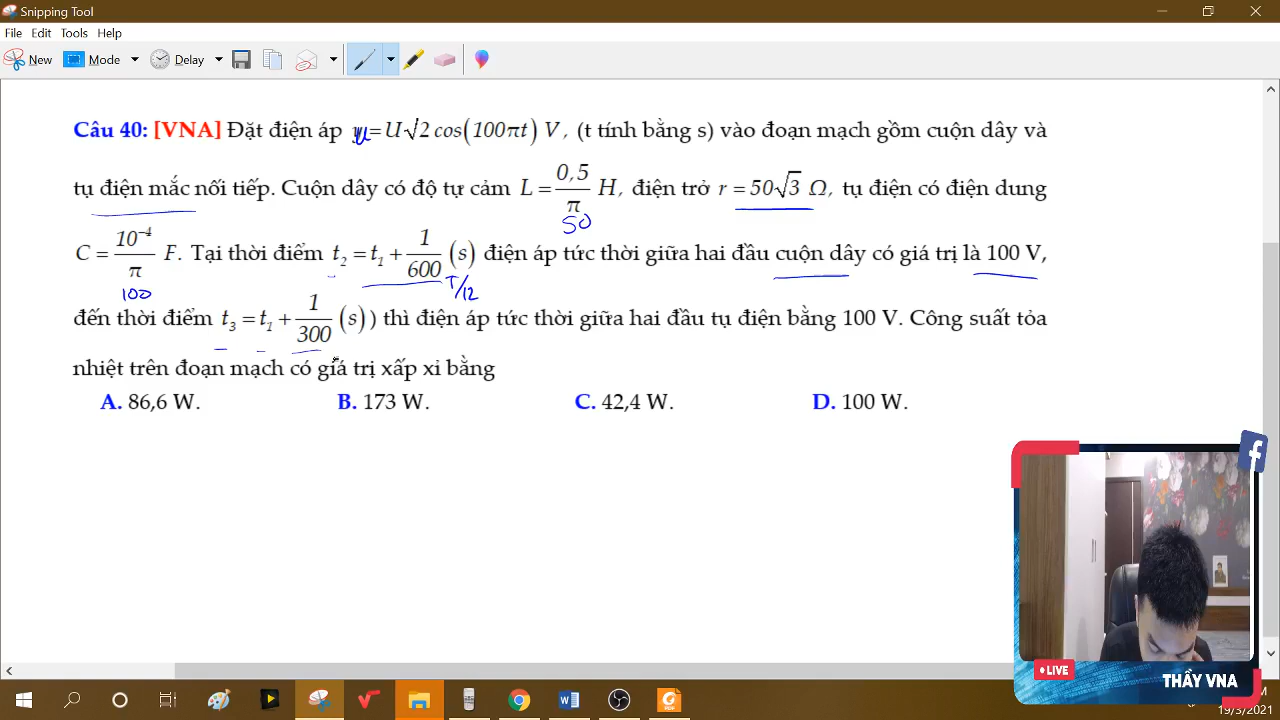 Snipping Tool
File Edit Tools Help
New Mode Delay
Câu 40: [VNA] Đặt điện áp u = U√2 cos(100πt) V, (t tính bằng s) vào đoạn mạch gồm cuộn dây và
tụ điện mắc nối tiếp. Cuộn dây có độ tự cảm L = 0,5/π H, điện trở r = 50√3 Ω, tụ điện có điện dung
50
C = 10⁻⁴/π F. Tại thời điểm t₂ = t₁ + 1/600 (s) điện áp tức thời giữa hai đầu cuộn dây có giá trị là 100 V,
100 T/12
đến thời điểm t₃ = t₁ + 1/300 (s) ) thì điện áp tức thời giữa hai đầu tụ điện bằng 100 V. Công suất tỏa
nhiệt trên đoạn mạch có giá trị xấp xỉ bằng
A. 86,6 W. B. 173 W. C. 42,4 W. D. 100 W.
LIVE
THẦY VNA
19/3/2021